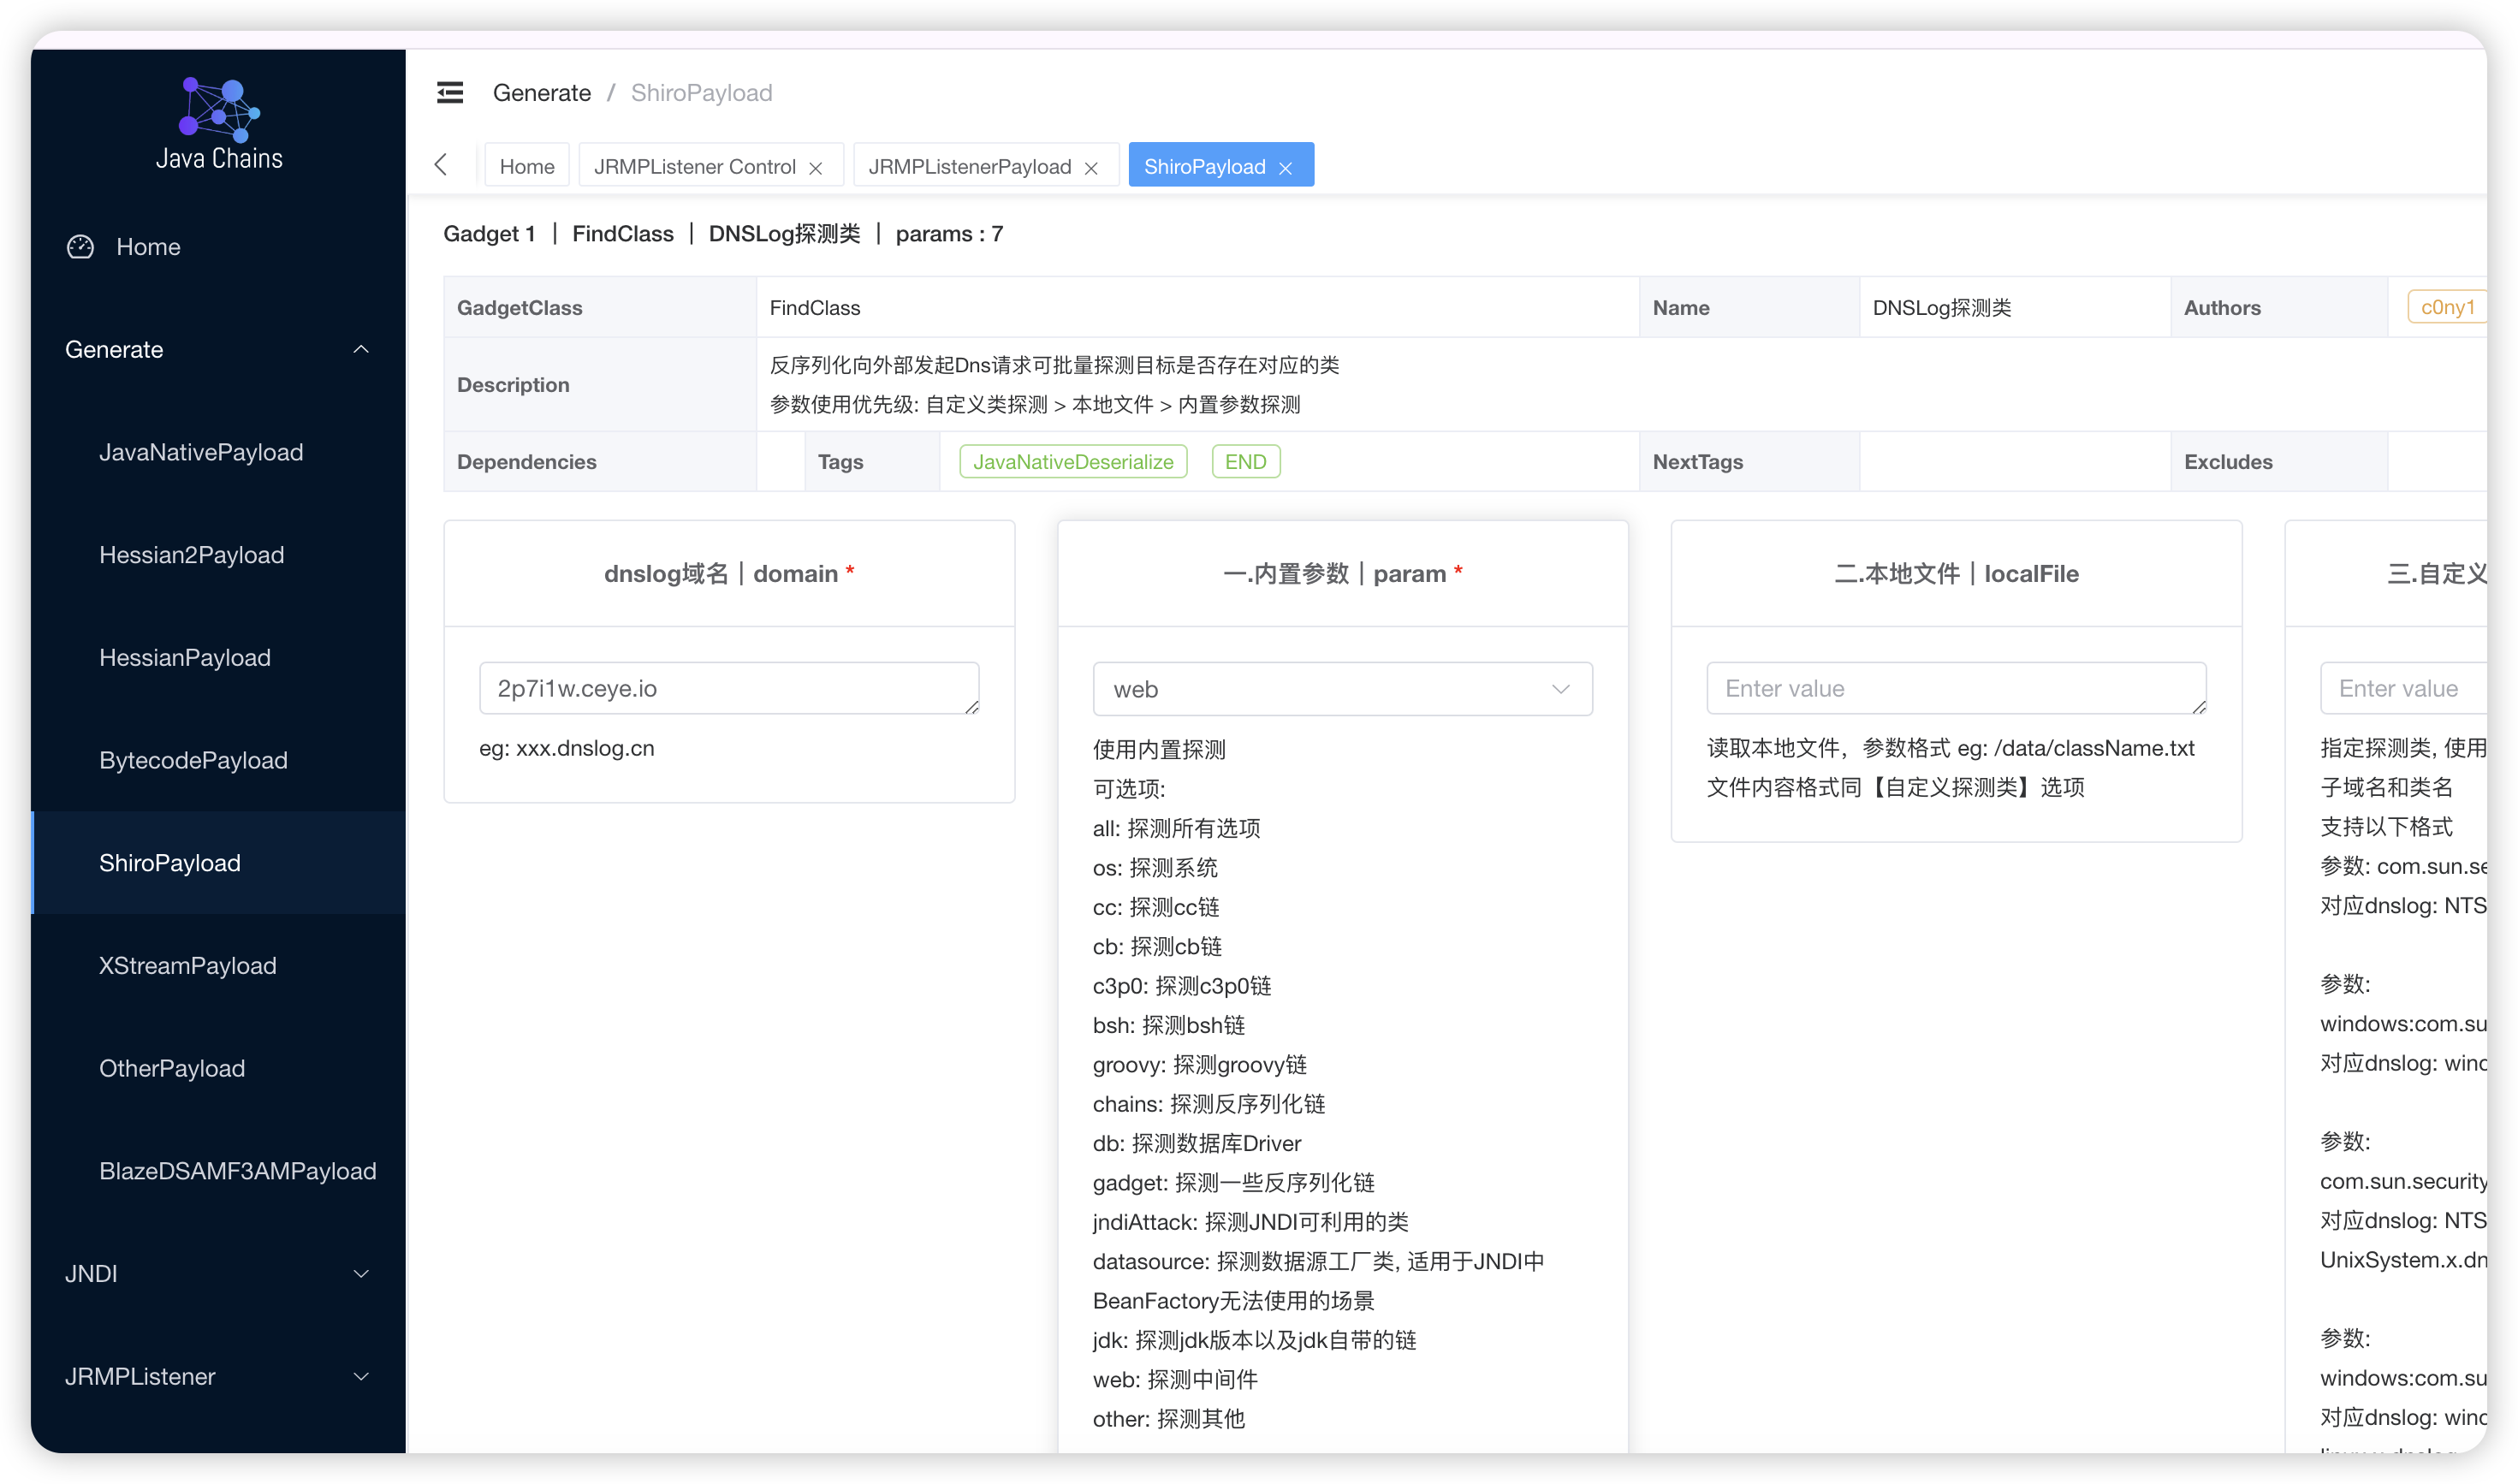 Java Chains
Home
Generate
JavaNativePayload
Hessian2Payload
HessianPayload
BytecodePayload
ShiroPayload
XStreamPayload
OtherPayload
BlazeDSAMF3AMPayload
JNDI
JRMPListener
Generate / ShiroPayload
Home
JRMPListener Control
JRMPListenerPayload
ShiroPayload
Gadget 1 | FindClass | DNSLog探测类 | params : 7
GadgetClass FindClass Name DNSLog探测类 Authors c0ny1
Description
反序列化向外部发起Dns请求可批量探测目标是否存在对应的类
参数使用优先级: 自定义类探测 > 本地文件 > 内置参数探测
Dependencies Tags JavaNativeDeserialize END NextTags Excludes
dnslog域名 | domain *
2p7i1w.ceye.io
eg: xxx.dnslog.cn
一.内置参数 | param *
web
使用内置探测
可选项:
all: 探测所有选项
os: 探测系统
cc: 探测cc链
cb: 探测cb链
c3p0: 探测c3p0链
bsh: 探测bsh链
groovy: 探测groovy链
chains: 探测反序列化链
db: 探测数据库Driver
gadget: 探测一些反序列化链
jndiAttack: 探测JNDI可利用的类
datasource: 探测数据源工厂类, 适用于JNDI中
BeanFactory无法使用的场景
jdk: 探测jdk版本以及jdk自带的链
web: 探测中间件
other: 探测其他
二.本地文件 | localFile
Enter value
读取本地文件，参数格式 eg: /data/className.txt
文件内容格式同【自定义探测类】选项
三.自定义
Enter value
指定探测类, 使用
子域名和类名
支持以下格式
参数: com.sun.se
对应dnslog: NTS
参数:
windows:com.su
对应dnslog: winc
参数:
com.sun.security
对应dnslog: NTS
UnixSystem.x.dn
参数:
windows:com.su
对应dnslog: winc